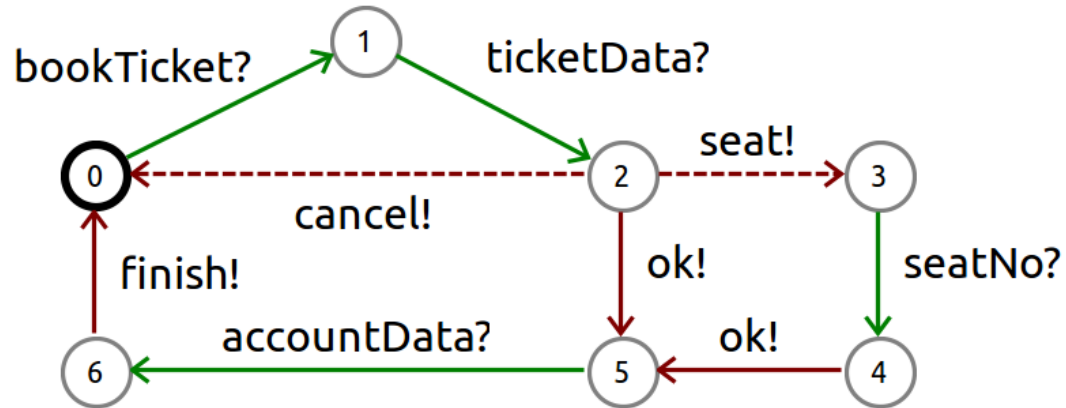 1
bookTicket?
ticketData?
seat!
0
2
3
cancel!
ok!
seatNo?
finish!
accountData?
ok!
6
5
4